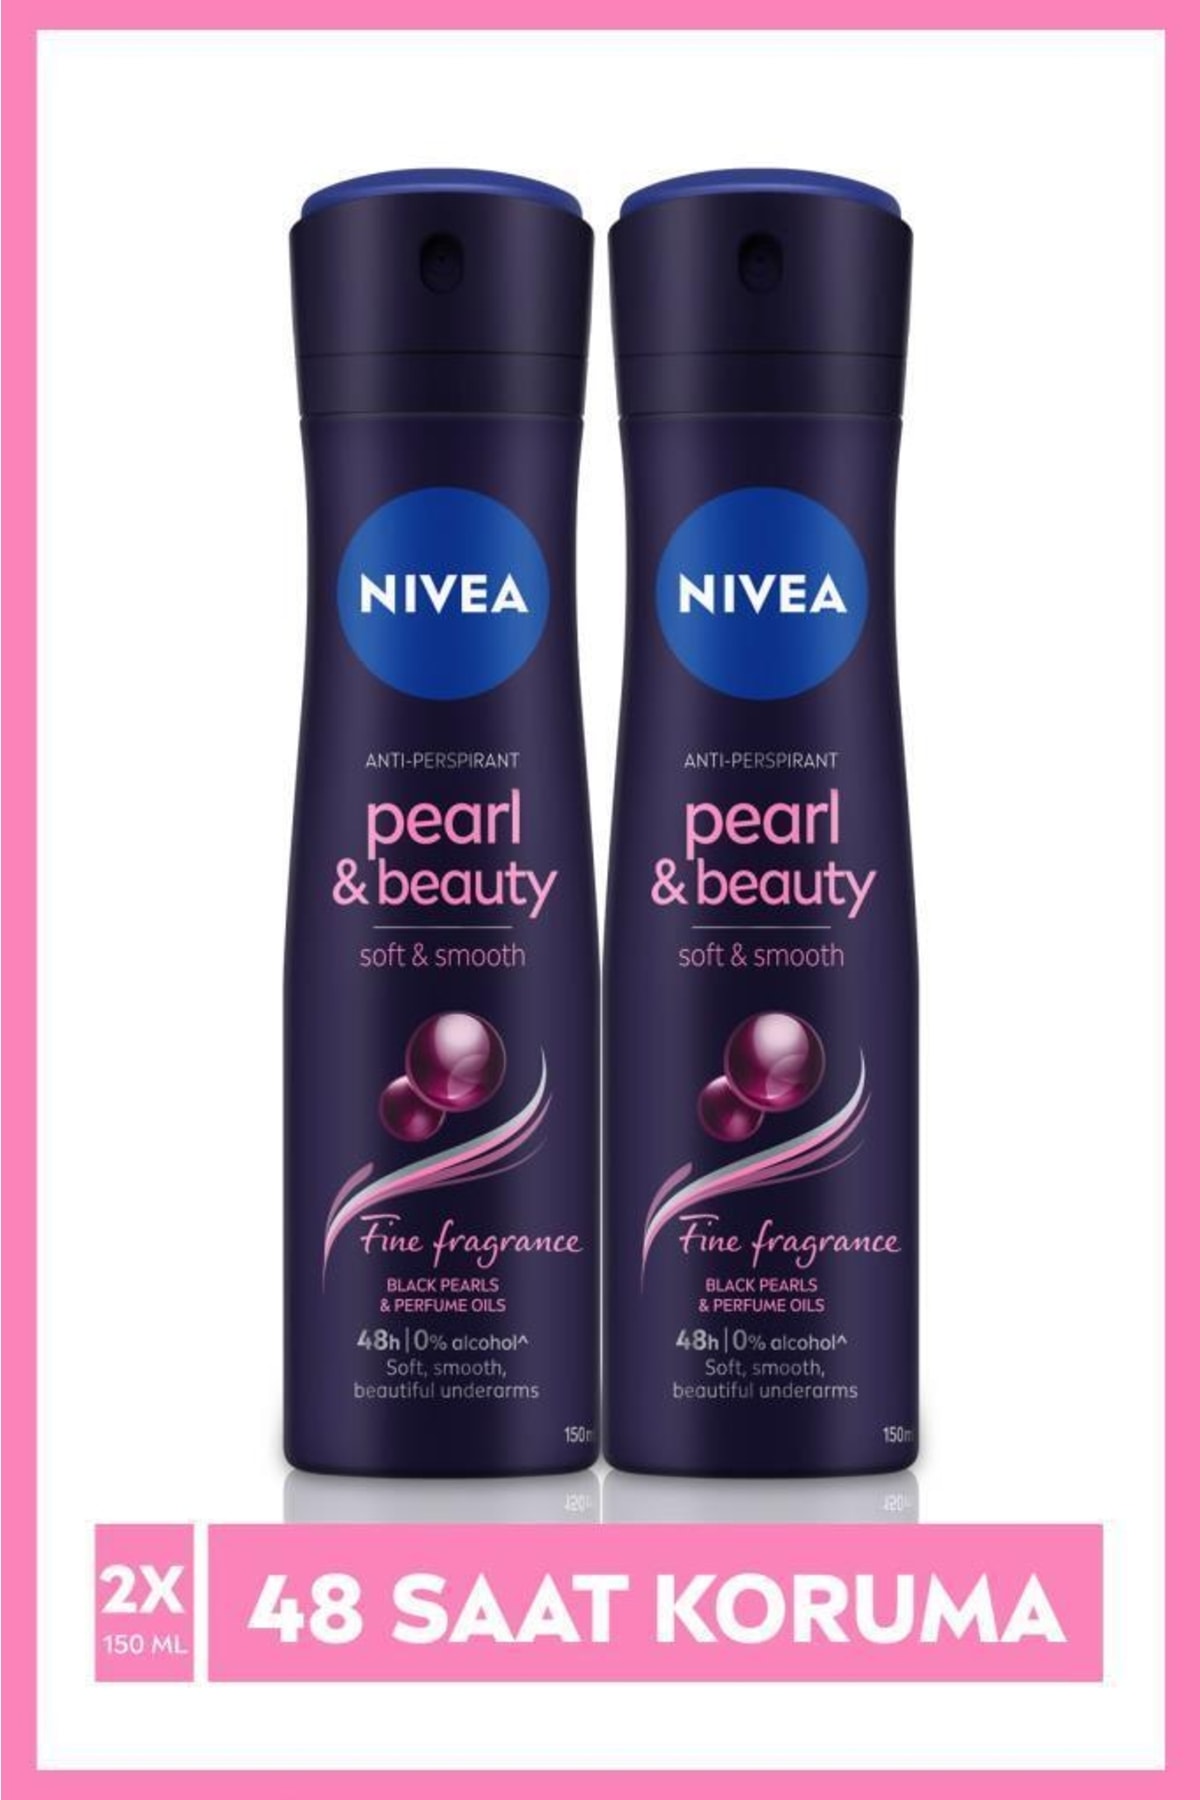 NIVEA
ANTI-PERSPIRANT
pearl
& beauty
soft & smooth
Fine fragrance
BLACK PEARLS
& PERFUME OILS
48h | 0% alcohol^
Soft, smooth,
beautiful underarms
150m
NIVEA
ANTI-PERSPIRANT
pearl
& beauty
soft & smooth
Fine fragrance
BLACK PEARLS
& PERFUME OILS
48h | 0% alcohol^
Soft, smooth,
beautiful underarms
150m
2X
150 ML
48 SAAT KORUMA